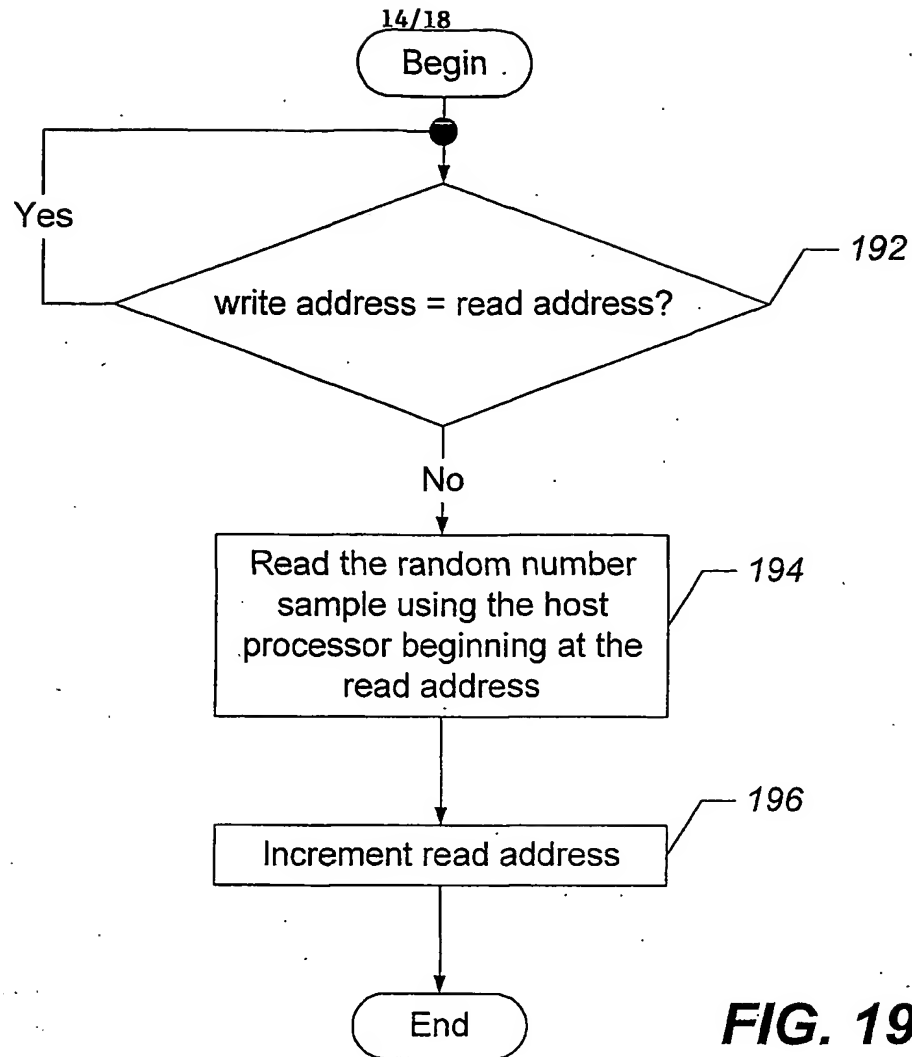 14/18
Begin
Yes
write address = read address?
192
No
Read the random number
sample using the host
processor beginning at the
read address
194
196
Increment read address
End
FIG. 19